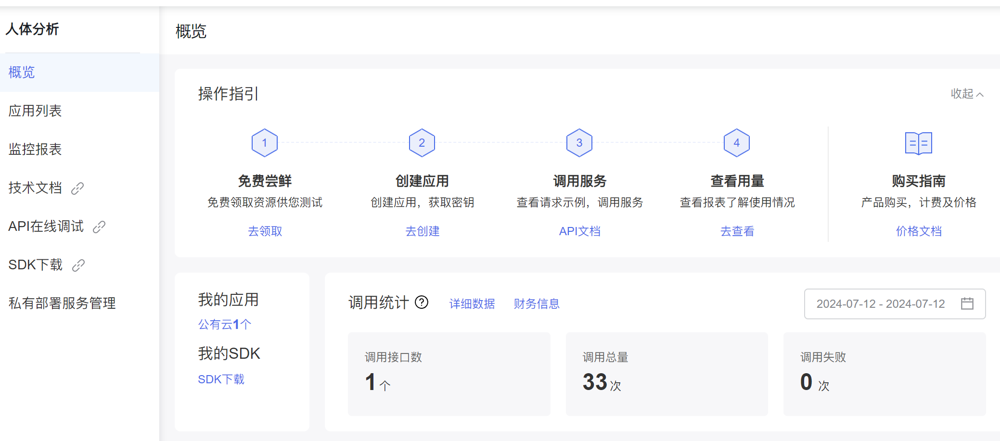 人体分析
概览
应用列表
监控报表
技术文档
API在线调试
SDK下载
私有部署服务管理
概览
操作指引
收起
1
2
3
4
免费尝鲜
创建应用
调用服务
查看用量
购买指南
免费领取资源供您测试
创建应用，获取密钥
查看请求示例，调用服务
查看报表了解使用情况
产品购买，计费及价格
去领取
去创建
API文档
去查看
价格文档
我的应用
公有云1个
我的SDK
SDK下载
调用统计 ?
详细数据
财务信息
2024-07-12 - 2024-07-12
调用接口数
1个
调用总量
33次
调用失败
0 次